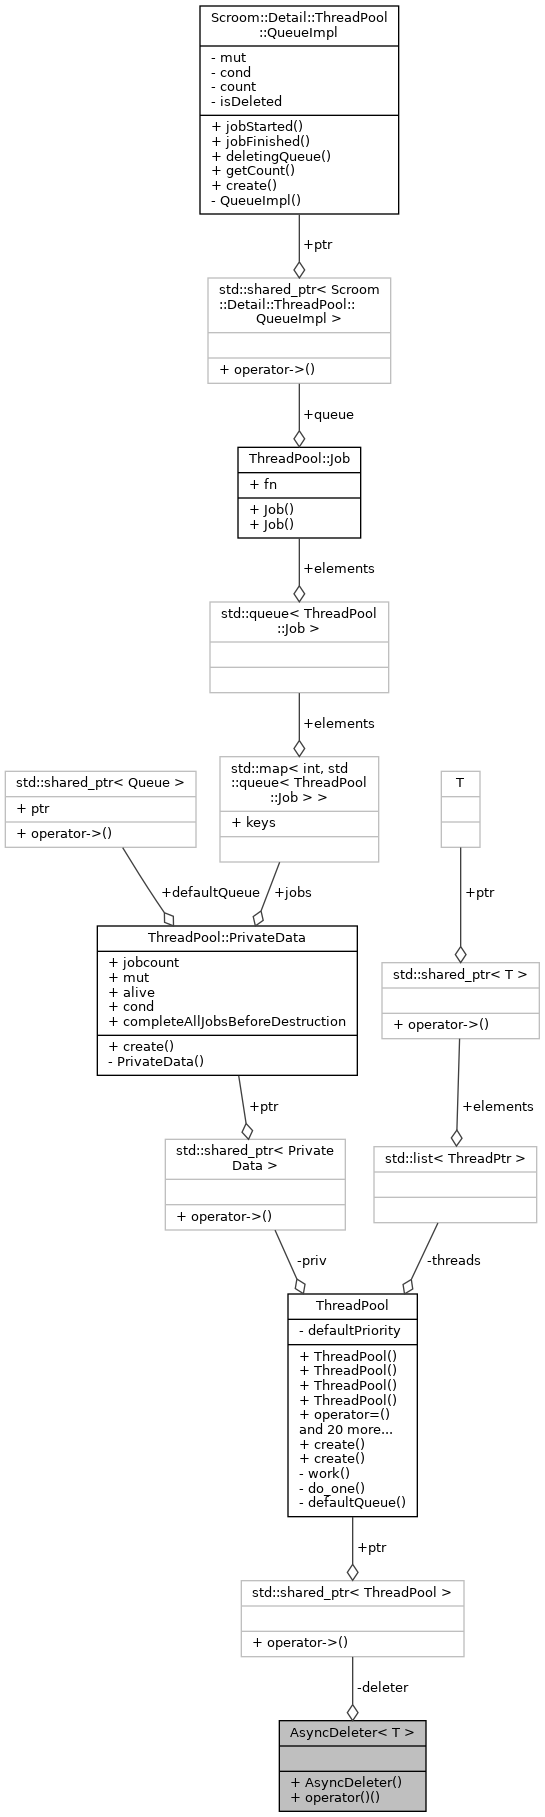 Scroom::Detail::ThreadPool
::QueueImpl
- mut
- cond
- count
- isDeleted
+ jobStarted()
+ jobFinished()
+ deletingQueue()
+ getCount()
+ create()
- QueueImpl()
+ptr
std::shared_ptr< Scroom
::Detail::ThreadPool::
QueueImpl >
+ operator->()
+queue
ThreadPool::Job
+ fn
+ Job()
+ Job()
+elements
std::queue< ThreadPool
::Job >
+elements
std::shared_ptr< Queue >
+ ptr
+ operator->()
std::map< int, std
::queue< ThreadPool
::Job > >
+ keys
T
+defaultQueue
+jobs
+ptr
ThreadPool::PrivateData
+ jobcount
+ mut
+ alive
+ cond
+ completeAllJobsBeforeDestruction
+ create()
- PrivateData()
std::shared_ptr< T >
+ operator->()
+ptr
+elements
std::shared_ptr< Private
Data >
+ operator->()
std::list< ThreadPtr >
-priv
-threads
ThreadPool
- defaultPriority
+ ThreadPool()
+ ThreadPool()
+ ThreadPool()
+ ThreadPool()
+ operator=()
and 20 more...
+ create()
+ create()
- work()
- do_one()
- defaultQueue()
+ptr
std::shared_ptr< ThreadPool >
+ operator->()
-deleter
AsyncDeleter< T >
+ AsyncDeleter()
+ operator()()